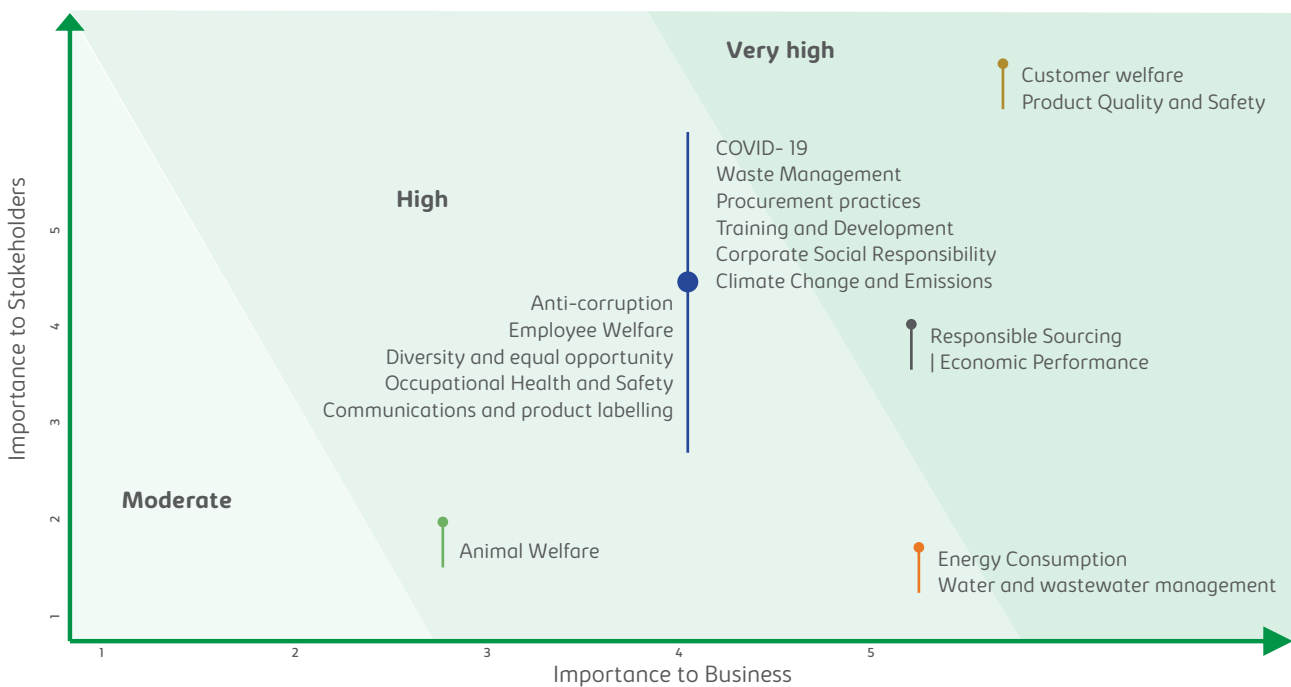 Very high
Customer welfare
Product Quality and Safety
COVID- 19
Waste Management
Procurement practices
Training and Development
Corporate Social Responsibility
Climate Change and Emissions
High
Anti-corruption
Employee Welfare
Diversity and equal opportunity
Occupational Health and Safety
Communications and product labelling
Responsible Sourcing
| Economic Performance
Moderate
Animal Welfare
Energy Consumption
Water and wastewater management
Importance to Stakeholders
5
4
3
2
1
1 2 3 4 5
Importance to Business